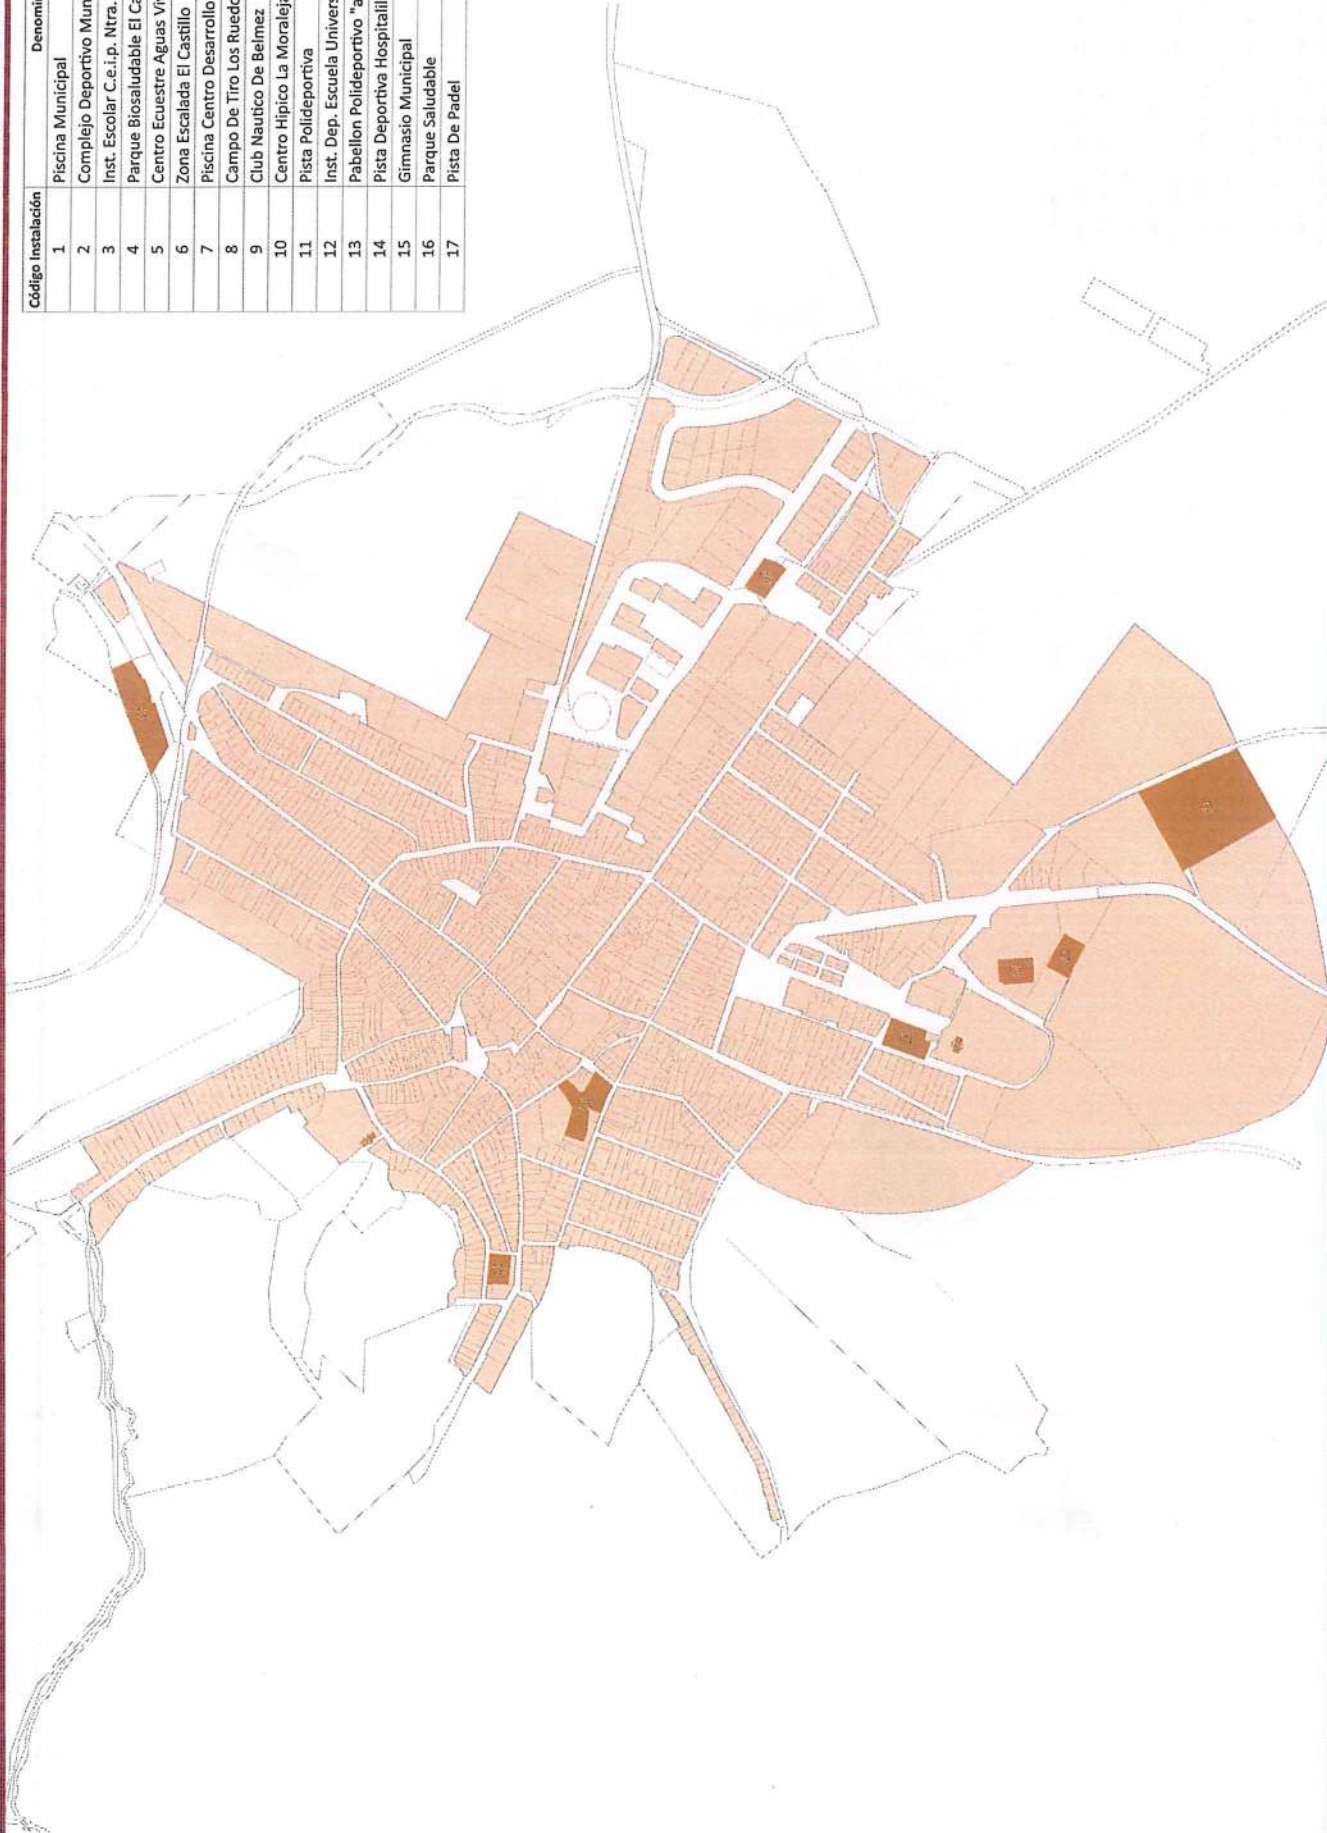 Código Instalación Denomin
1 Piscina Municipal
2 Complejo Deportivo Mun
3 Inst. Escolar C.e.i.p. Ntra.
4 Parque Biosaludable El Ca
5 Centro Ecuestre Aguas Vi
6 Zona Escalada El Castillo
7 Piscina Centro Desarrollo
8 Campo De Tiro Los Ruedo
9 Club Nautico De Belmez
10 Centro Hipico La Moraleja
11 Pista Polideportiva
12 Inst. Dep. Escuela Univers
13 Pabellon Polideportivo "a
14 Pista Deportiva Hospitalil
15 Gimnasio Municipal
16 Parque Saludable
17 Pista De Padel